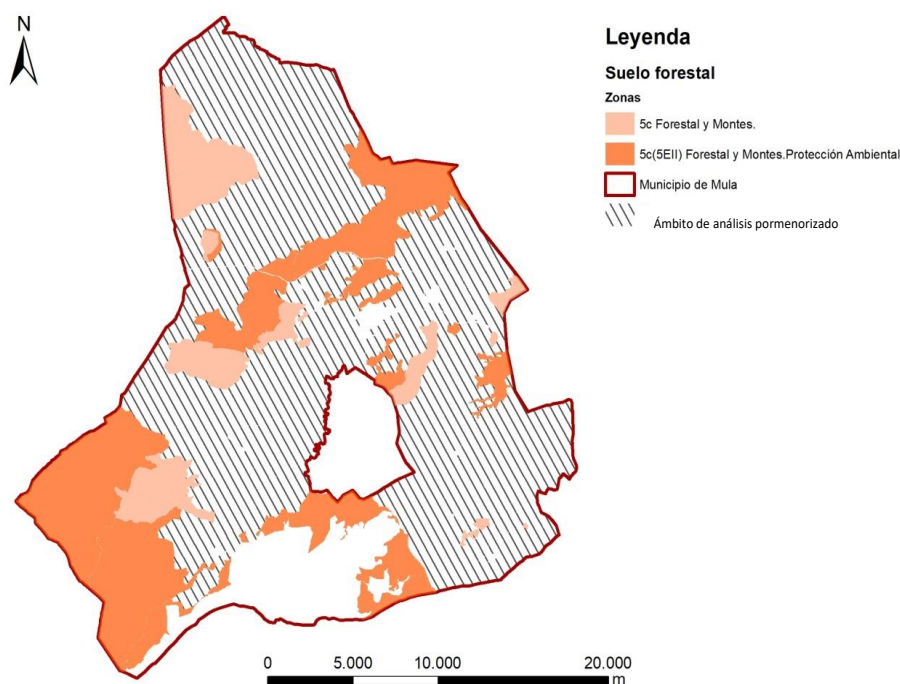 N
Leyenda
Suelo forestal
Zonas
5c Forestal y Montes.
5c(5EII) Forestal y Montes.Protección Ambiental
Municipio de Mula
Ámbito de análisis pormenorizado
0 5.000 10.000 20.000
m